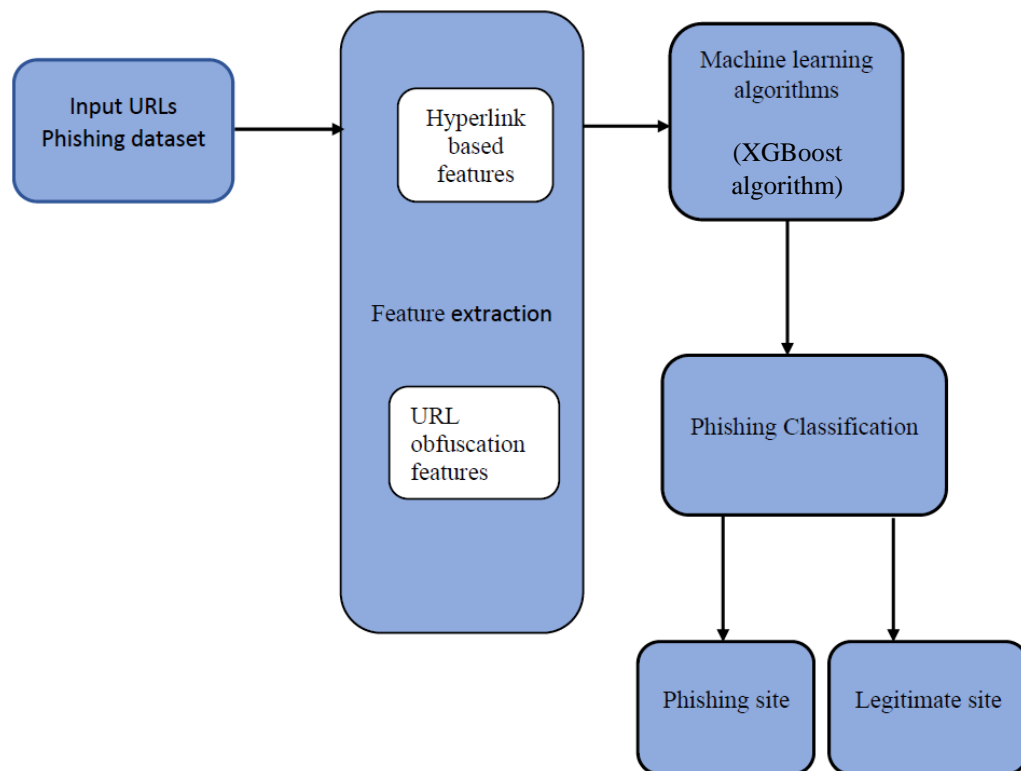 Input URLs
Phishing dataset
Hyperlink
based
features
Feature extraction
URL
obfuscation
features
Machine learning
algorithms
(XGBoost
algorithm)
Phishing Classification
Phishing site
Legitimate site